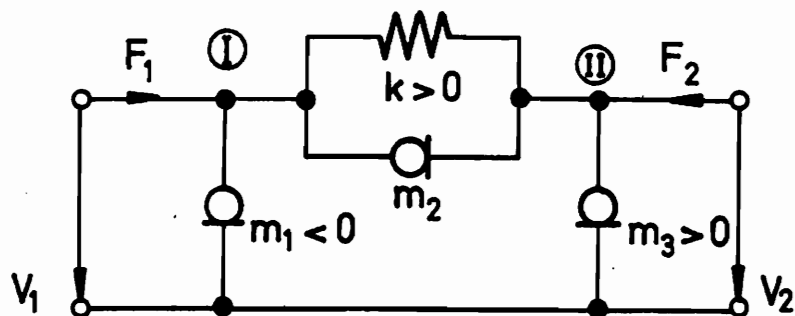 F₁ I II F₂
k > 0
m₂
m₁ < 0 m₃ > 0
V₁ V₂